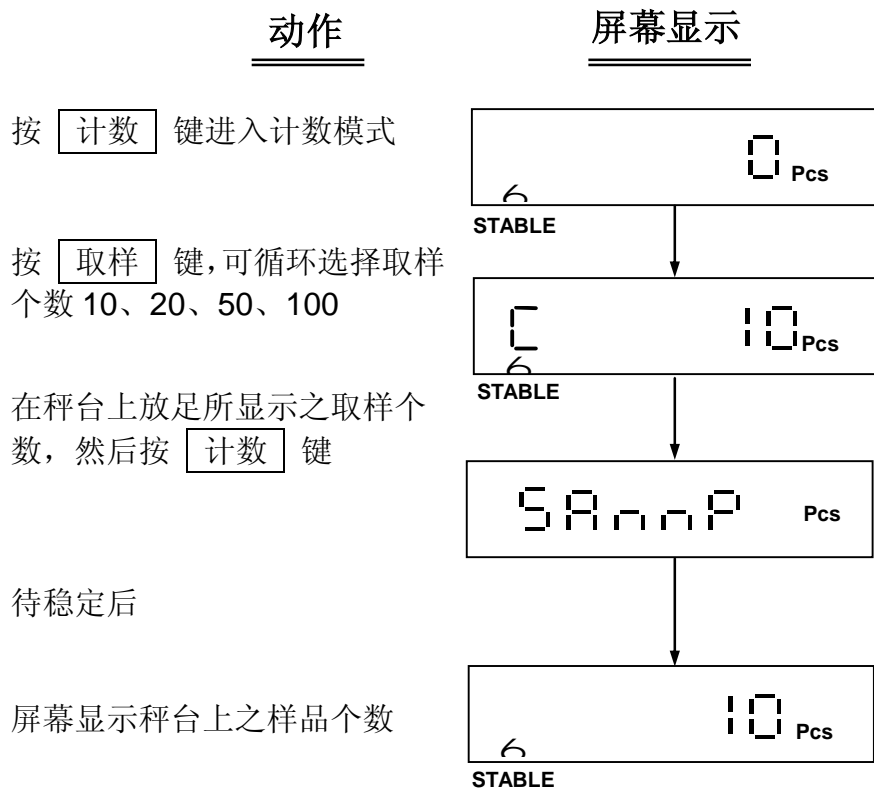 动作
屏幕显示
按 计数 键进入计数模式
0 Pcs
STABLE
按 取样 键,可循环选择取样
个数 10、20、50、100
C 10 Pcs
STABLE
在秤台上放足所显示之取样个
数，然后按 计数 键
SAnnP Pcs
待稳定后
屏幕显示秤台上之样品个数
10 Pcs
STABLE